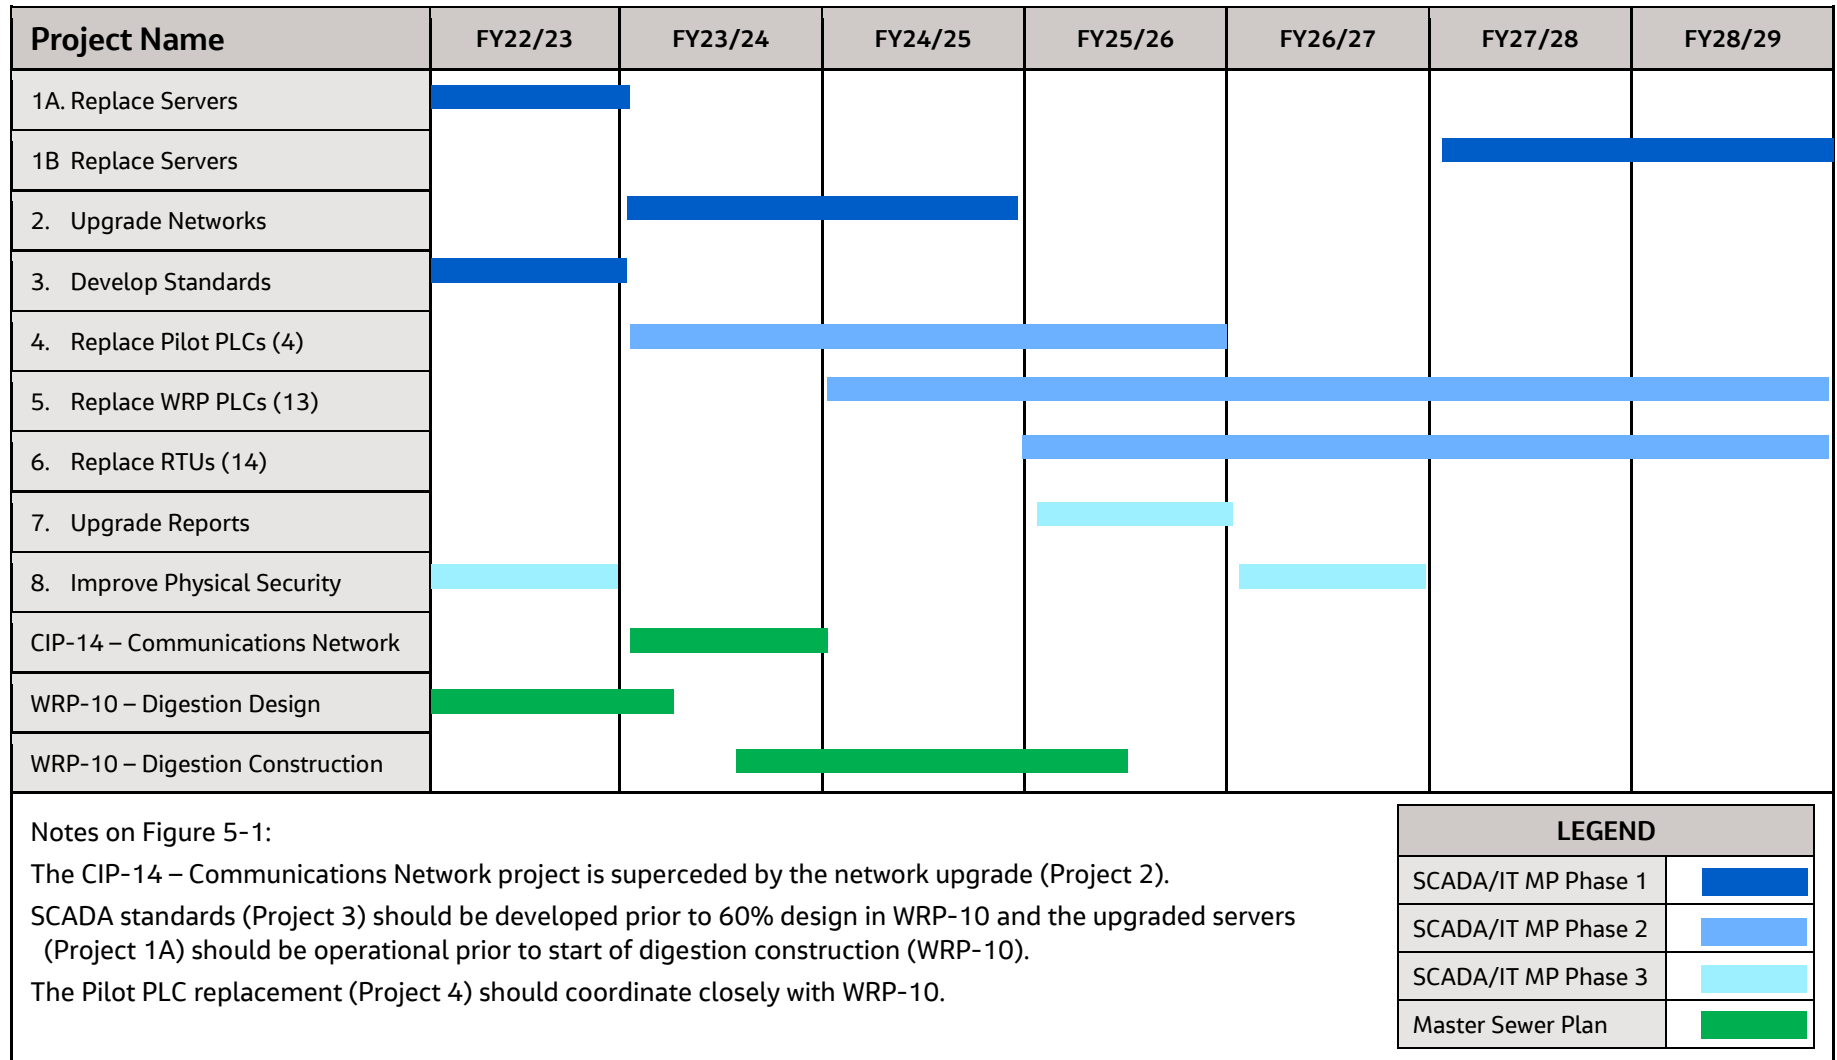 Project Name FY22/23 FY23/24 FY24/25 FY25/26 FY26/27 FY27/28 FY28/29
1A. Replace Servers
1B Replace Servers
2. Upgrade Networks
3. Develop Standards
4. Replace Pilot PLCs (4)
5. Replace WRP PLCs (13)
6. Replace RTUs (14)
7. Upgrade Reports
8. Improve Physical Security
CIP-14 – Communications Network
WRP-10 – Digestion Design
WRP-10 – Digestion Construction
Notes on Figure 5-1:
The CIP-14 – Communications Network project is superceded by the network upgrade (Project 2).
SCADA standards (Project 3) should be developed prior to 60% design in WRP-10 and the upgraded servers
(Project 1A) should be operational prior to start of digestion construction (WRP-10).
The Pilot PLC replacement (Project 4) should coordinate closely with WRP-10.
LEGEND
SCADA/IT MP Phase 1
SCADA/IT MP Phase 2
SCADA/IT MP Phase 3
Master Sewer Plan